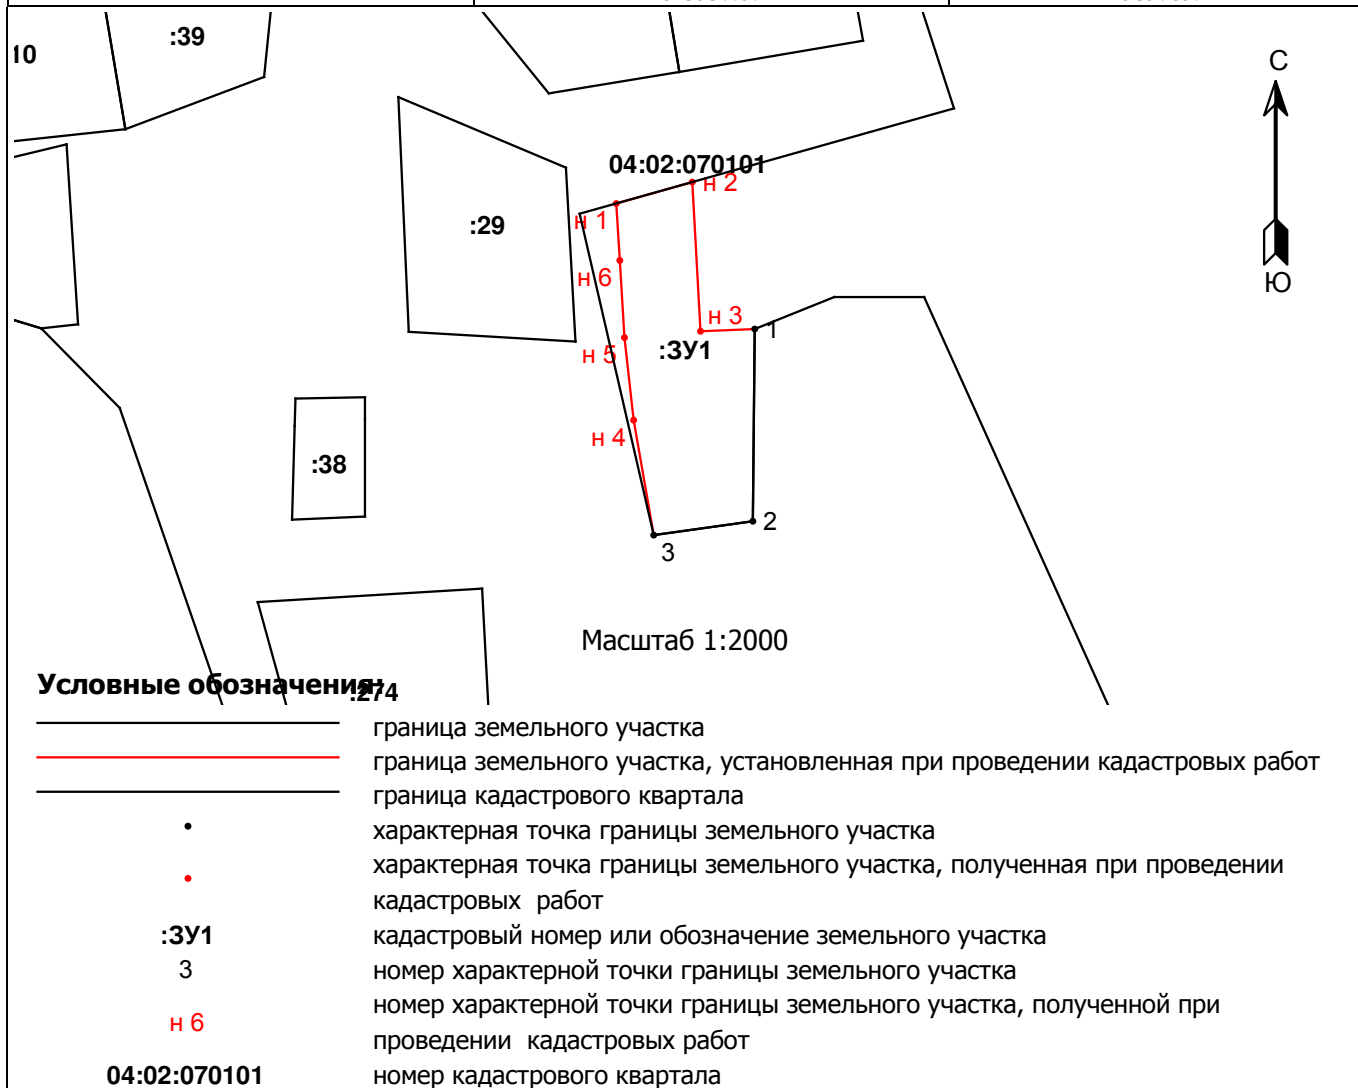 :39
10
С
04:02:070101
н 2
н 1
:29
н 6
Ю
н 3
1
:ЗУ1
н 5
н 4
:38
2
3
Масштаб 1:2000
Условные обозначения:
:274
граница земельного участка
граница земельного участка, установленная при проведении кадастровых работ
граница кадастрового квартала
характерная точка границы земельного участка
характерная точка границы земельного участка, полученная при проведении
кадастровых работ
:ЗУ1 кадастровый номер или обозначение земельного участка
3 номер характерной точки границы земельного участка
н 6 номер характерной точки границы земельного участка, полученной при
проведении кадастровых работ
04:02:070101 номер кадастрового квартала